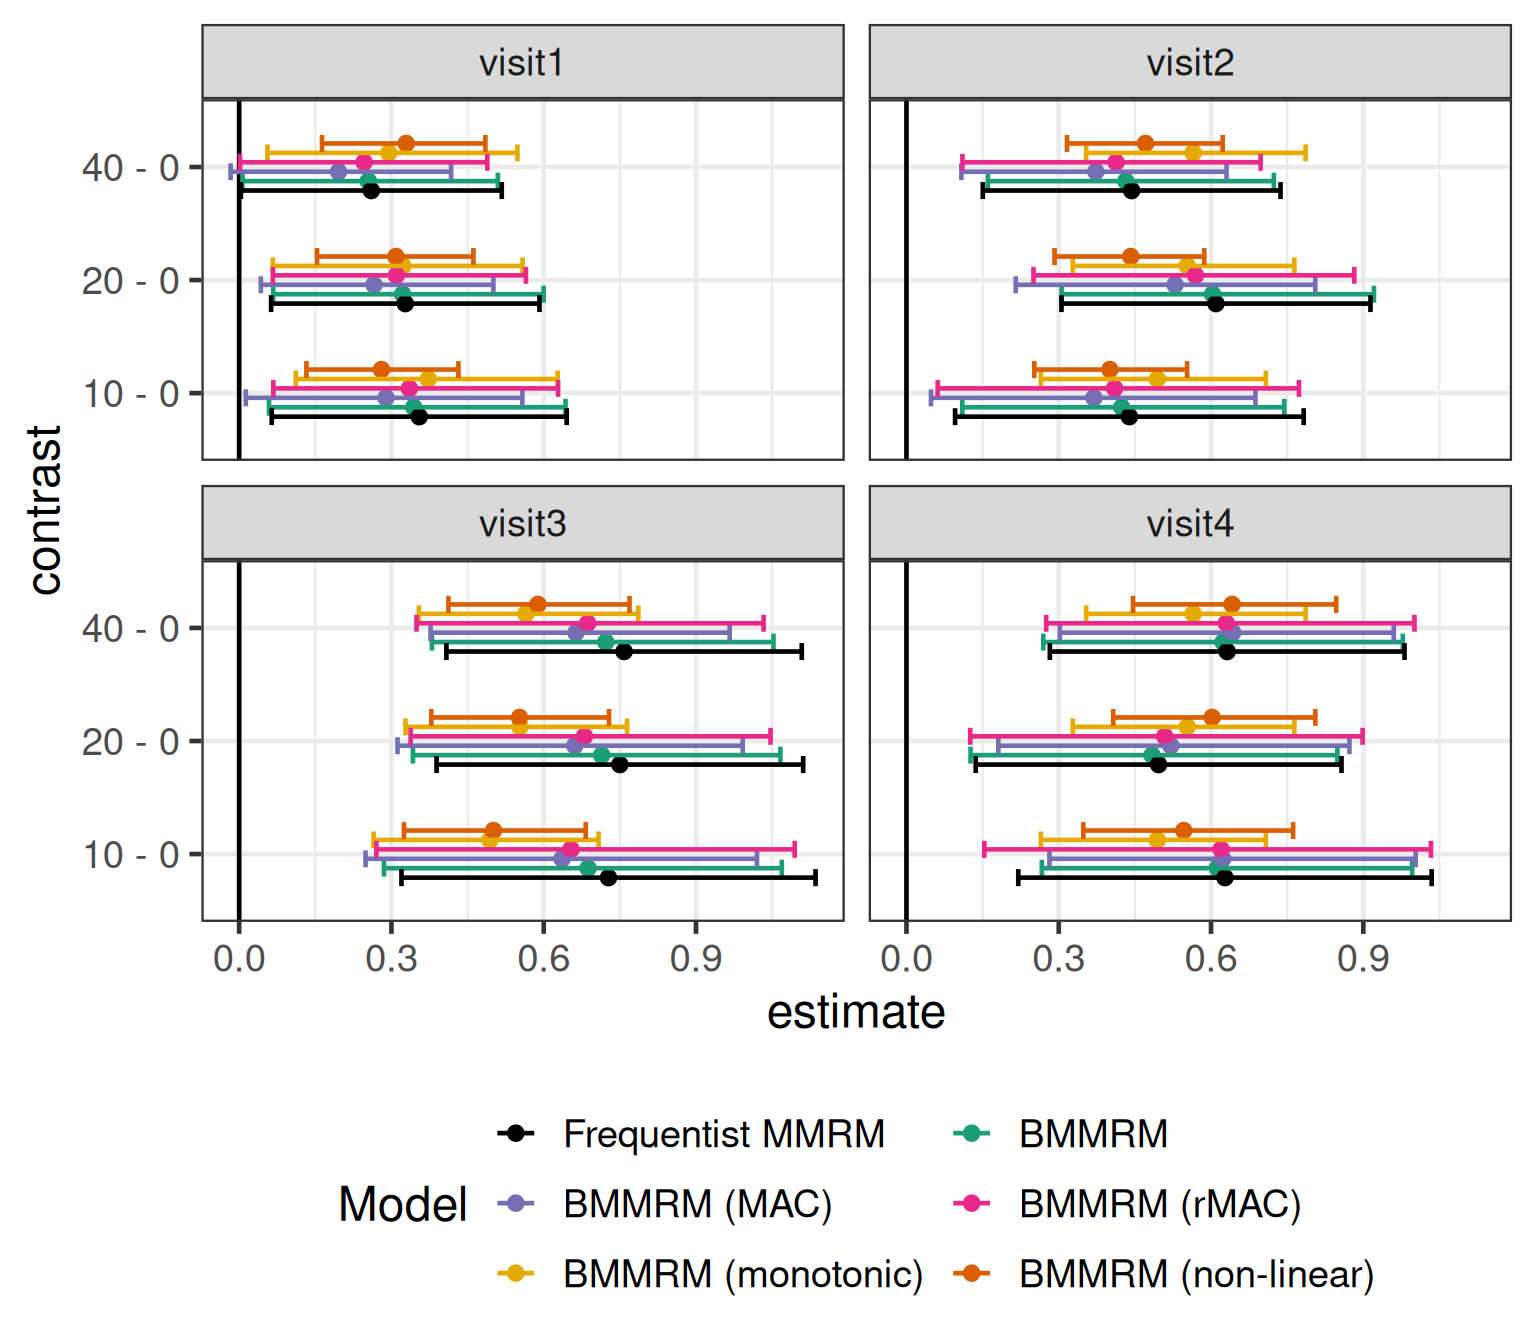 visit1
visit2
40 - 0
20 - 0
10 - 0
contrast
visit3
visit4
40 - 0
20 - 0
10 - 0
0.0 0.3 0.6 0.9
0.0 0.3 0.6 0.9
estimate
Model
Frequentist MMRM
BMMRM
BMMRM (MAC)
BMMRM (rMAC)
BMMRM (monotonic)
BMMRM (non-linear)